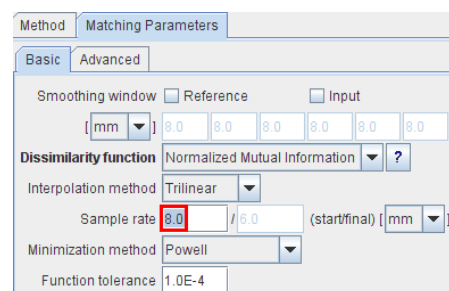 Method Matching Parameters
Basic Advanced
Smoothing window Reference Input
[ mm ] 8.0 8.0 8.0 8.0 8.0 8.0
Dissimilarity function Normalized Mutual Information ?
Interpolation method Trilinear
Sample rate 8.0 / 6.0 (start/final) [ mm ]
Minimization method Powell
Function tolerance 1.0E-4